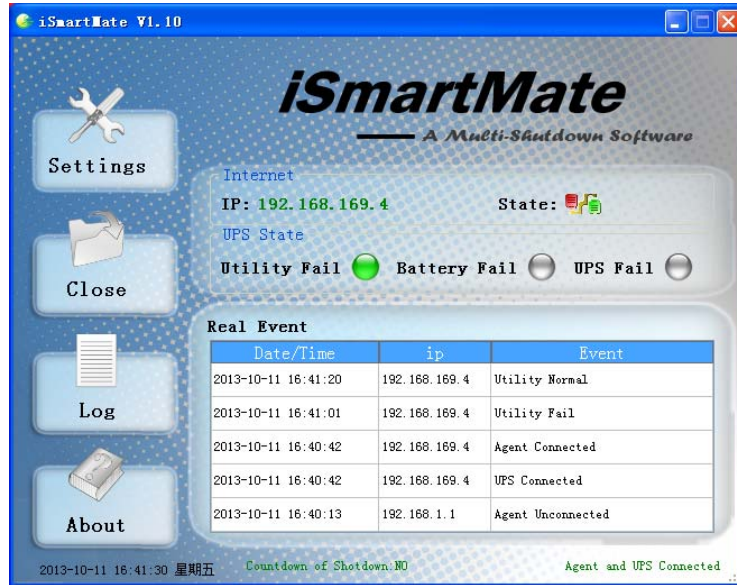 iSmartMate V1.10
iSmartMate
A Multi-Shutdown Software
Settings
Close
Log
About
Internet
IP: 192.168.169.4 State:
UPS State
Utility Fail Battery Fail UPS Fail
Real Event
Date/Time ip Event
2013-10-11 16:41:20 192.168.169.4 Utility Normal
2013-10-11 16:41:01 192.168.169.4 Utility Fail
2013-10-11 16:40:42 192.168.169.4 Agent Connected
2013-10-11 16:40:42 192.168.169.4 UPS Connected
2013-10-11 16:40:13 192.168.1.1 Agent Unconnected
2013-10-11 16:41:30 星期五 Countdown of Shotdown:NO Agent and UPS Connected